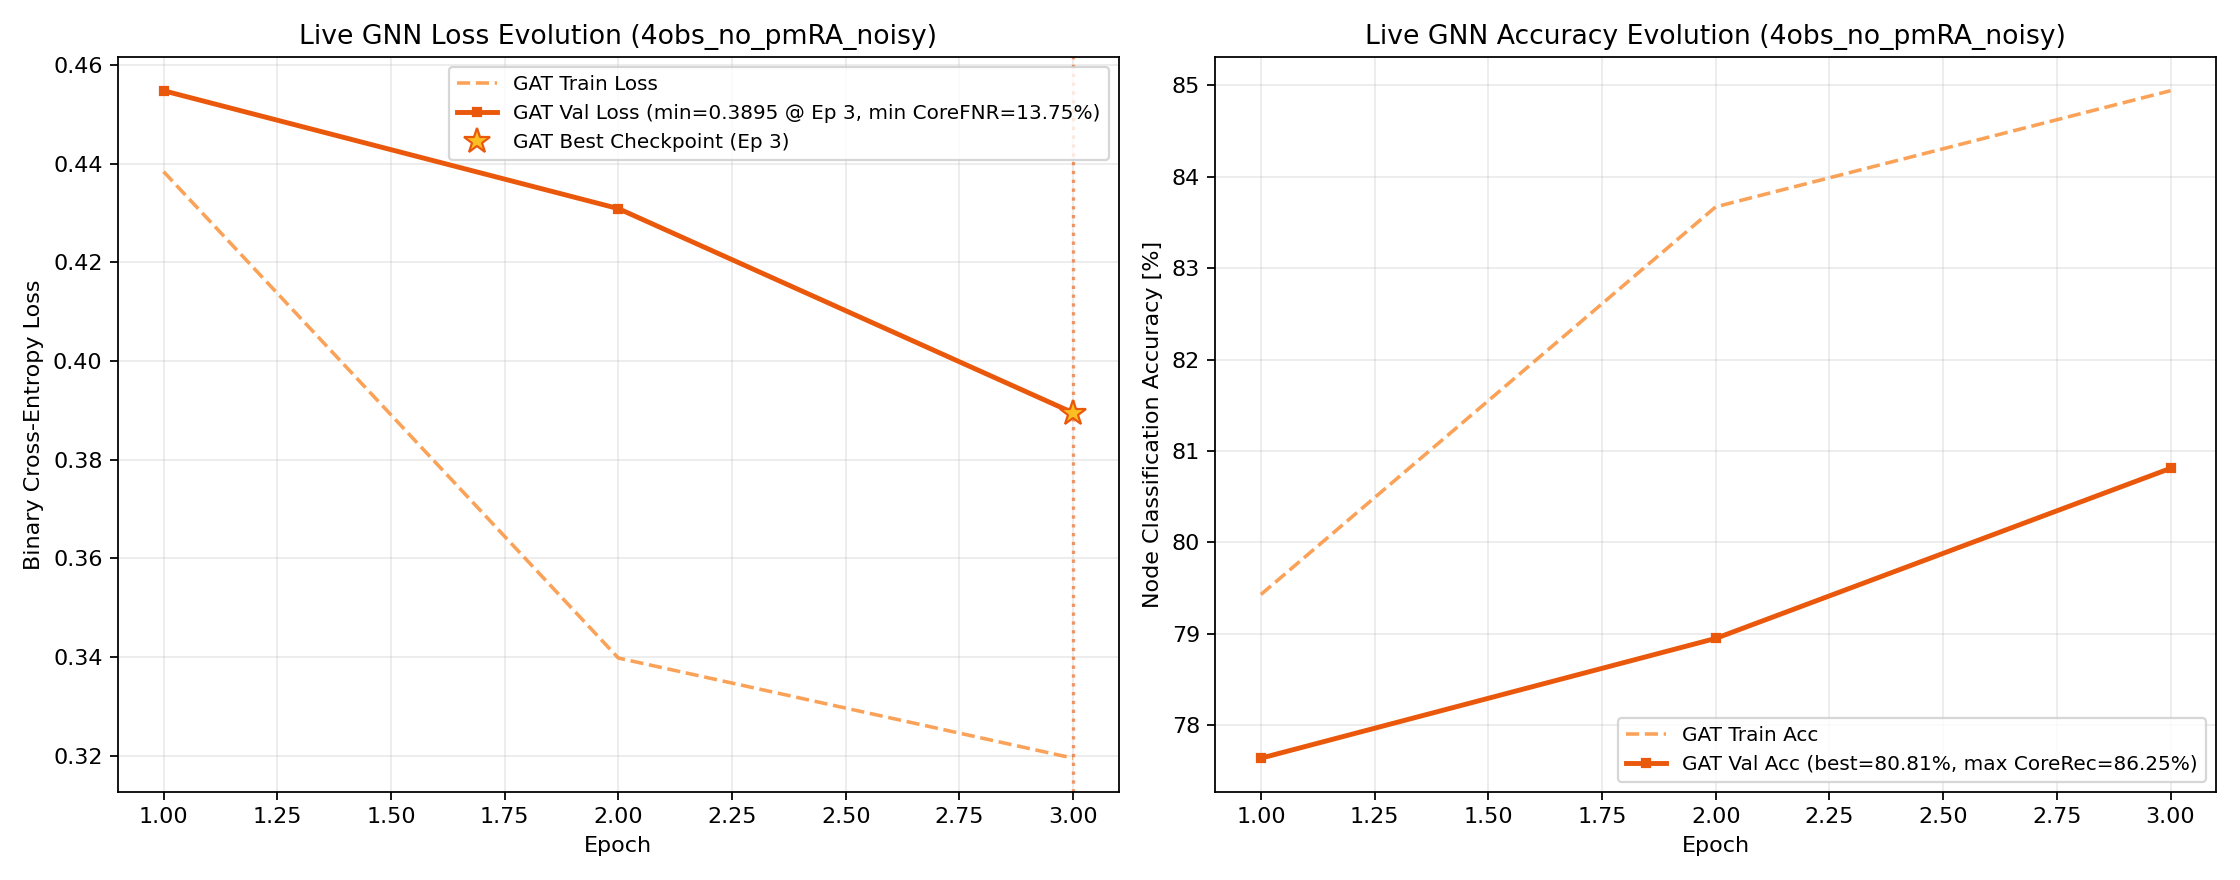 Live GNN Loss Evolution (4obs_no_pmRA_noisy)
Binary Cross-Entropy Loss
0.46
0.44
0.42
0.40
0.38
0.36
0.34
0.32
GAT Train Loss
GAT Val Loss (min=0.3895 @ Ep 3, min CoreFNR=13.75%)
GAT Best Checkpoint (Ep 3)
1.00 1.25 1.50 1.75 2.00 2.25 2.50 2.75 3.00
Epoch
Live GNN Accuracy Evolution (4obs_no_pmRA_noisy)
Node Classification Accuracy [%]
85
84
83
82
81
80
79
78
GAT Train Acc
GAT Val Acc (best=80.81%, max CoreRec=86.25%)
1.00 1.25 1.50 1.75 2.00 2.25 2.50 2.75 3.00
Epoch